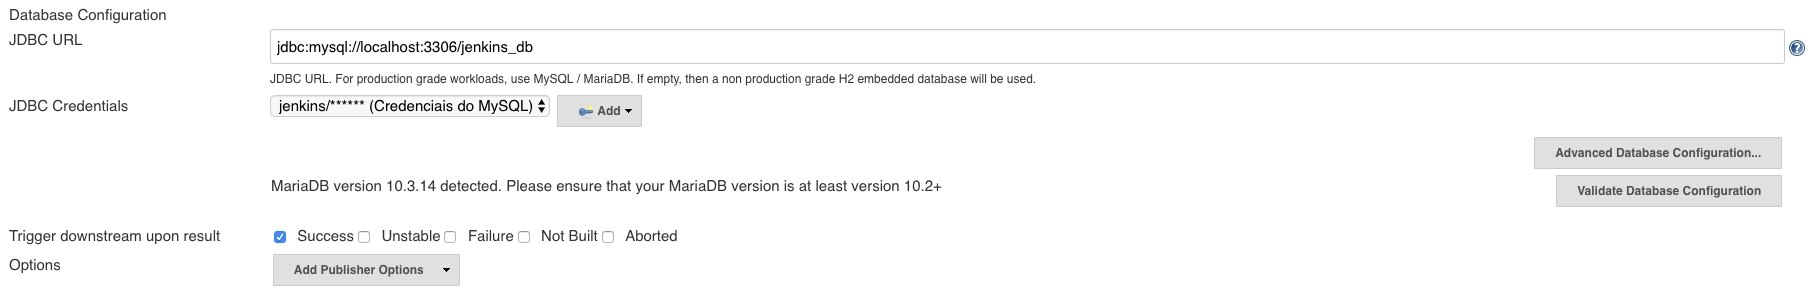 Database Configuration
JDBC URL
jdbc:mysql://localhost:3306/jenkins_db
JDBC URL. For production grade workloads, use MySQL / MariaDB. If empty, then a non production grade H2 embedded database will be used.
JDBC Credentials
jenkins/****** (Credenciais do MySQL)
Add
Advanced Database Configuration...
MariaDB version 10.3.14 detected. Please ensure that your MariaDB version is at least version 10.2+
Validate Database Configuration
Trigger downstream upon result
Success Unstable Failure Not Built Aborted
Options
Add Publisher Options